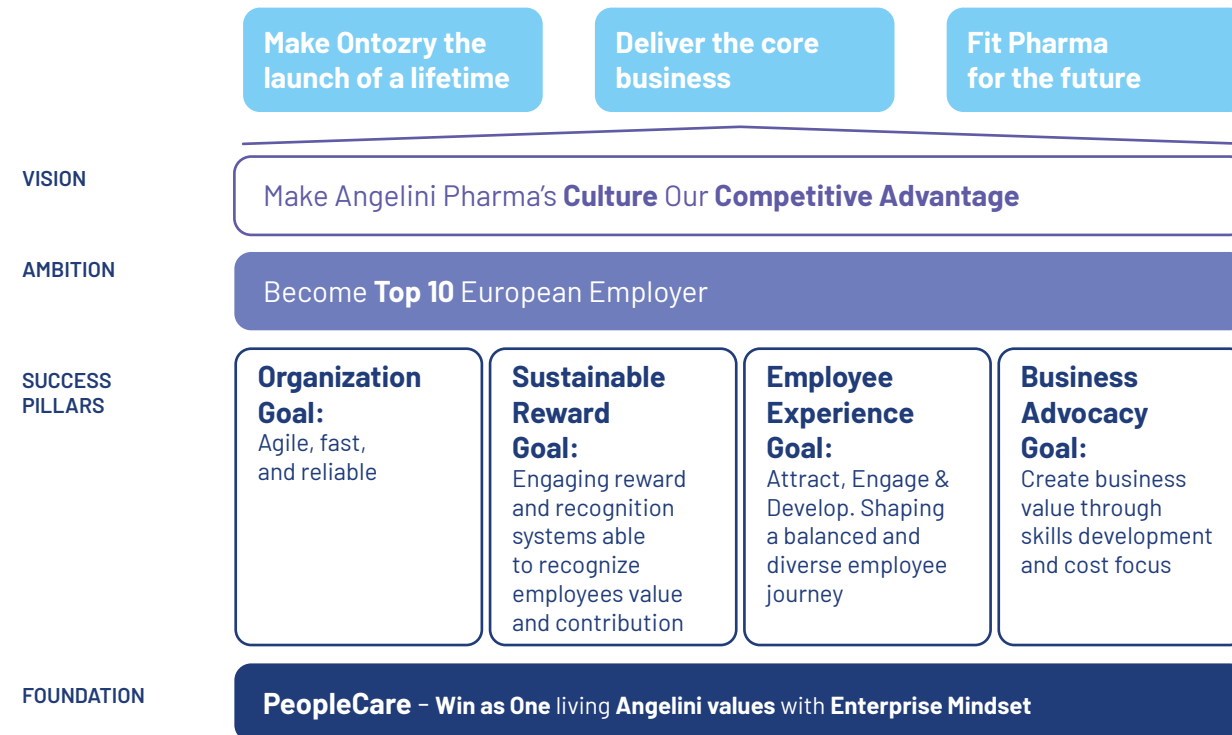 Make Ontozry the
launch of a lifetime
Deliver the core
business
Fit Pharma
for the future
VISION
Make Angelini Pharma’s Culture Our Competitive Advantage
AMBITION
Become Top 10 European Employer
SUCCESS
PILLARS
Organization
Goal:
Agile, fast,
and reliable
Sustainable
Reward
Goal:
Engaging reward
and recognition
systems able
to recognize
employees value
and contribution
Employee
Experience
Goal:
Attract, Engage &
Develop. Shaping
a balanced and
diverse employee
journey
Business
Advocacy
Goal:
Create business
value through
skills development
and cost focus
FOUNDATION
PeopleCare - Win as One living Angelini values with Enterprise Mindset